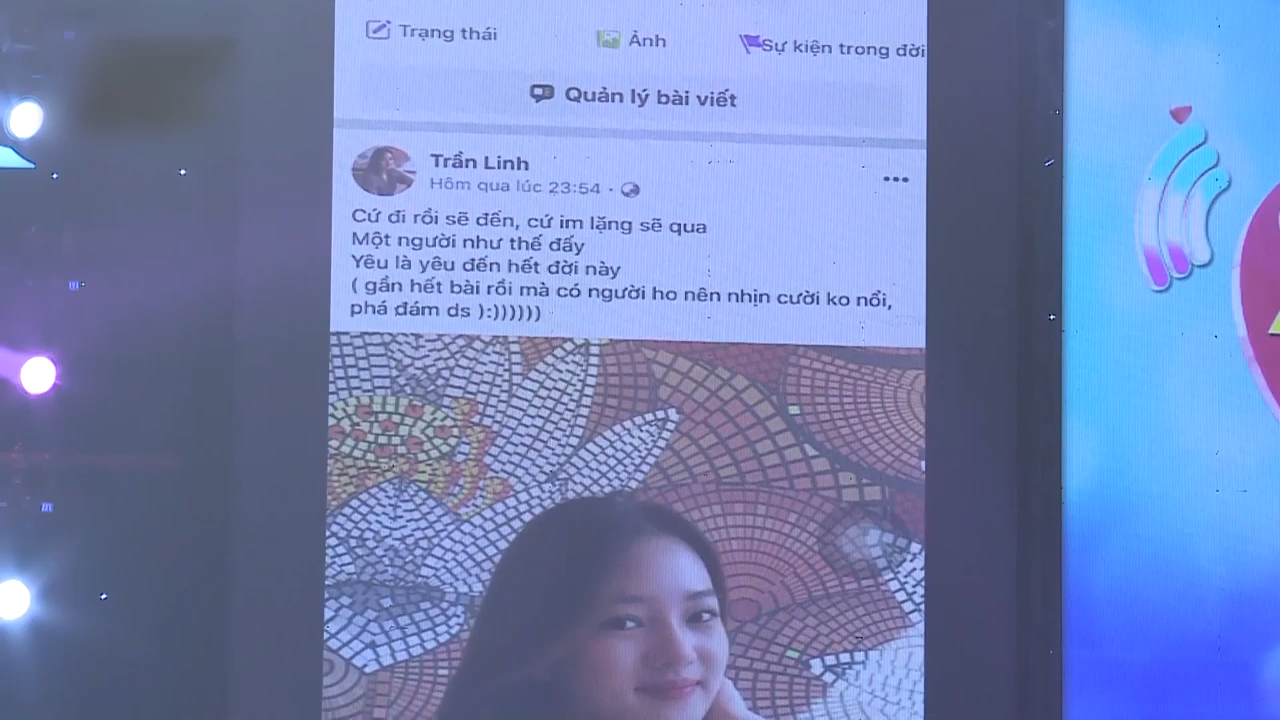 Trạng thái
Ảnh
Sự kiện trong đời
Quản lý bài viết
Trần Linh
Hôm qua lúc 23:54 ·
Cứ đi rồi sẽ đến, cứ im lặng sẽ qua
Một người như thế đấy
Yêu là yêu đến hết đời này
( gần hết bài rồi mà có người ho nên nhịn cười ko nổi,
phá đám ds ):))))))